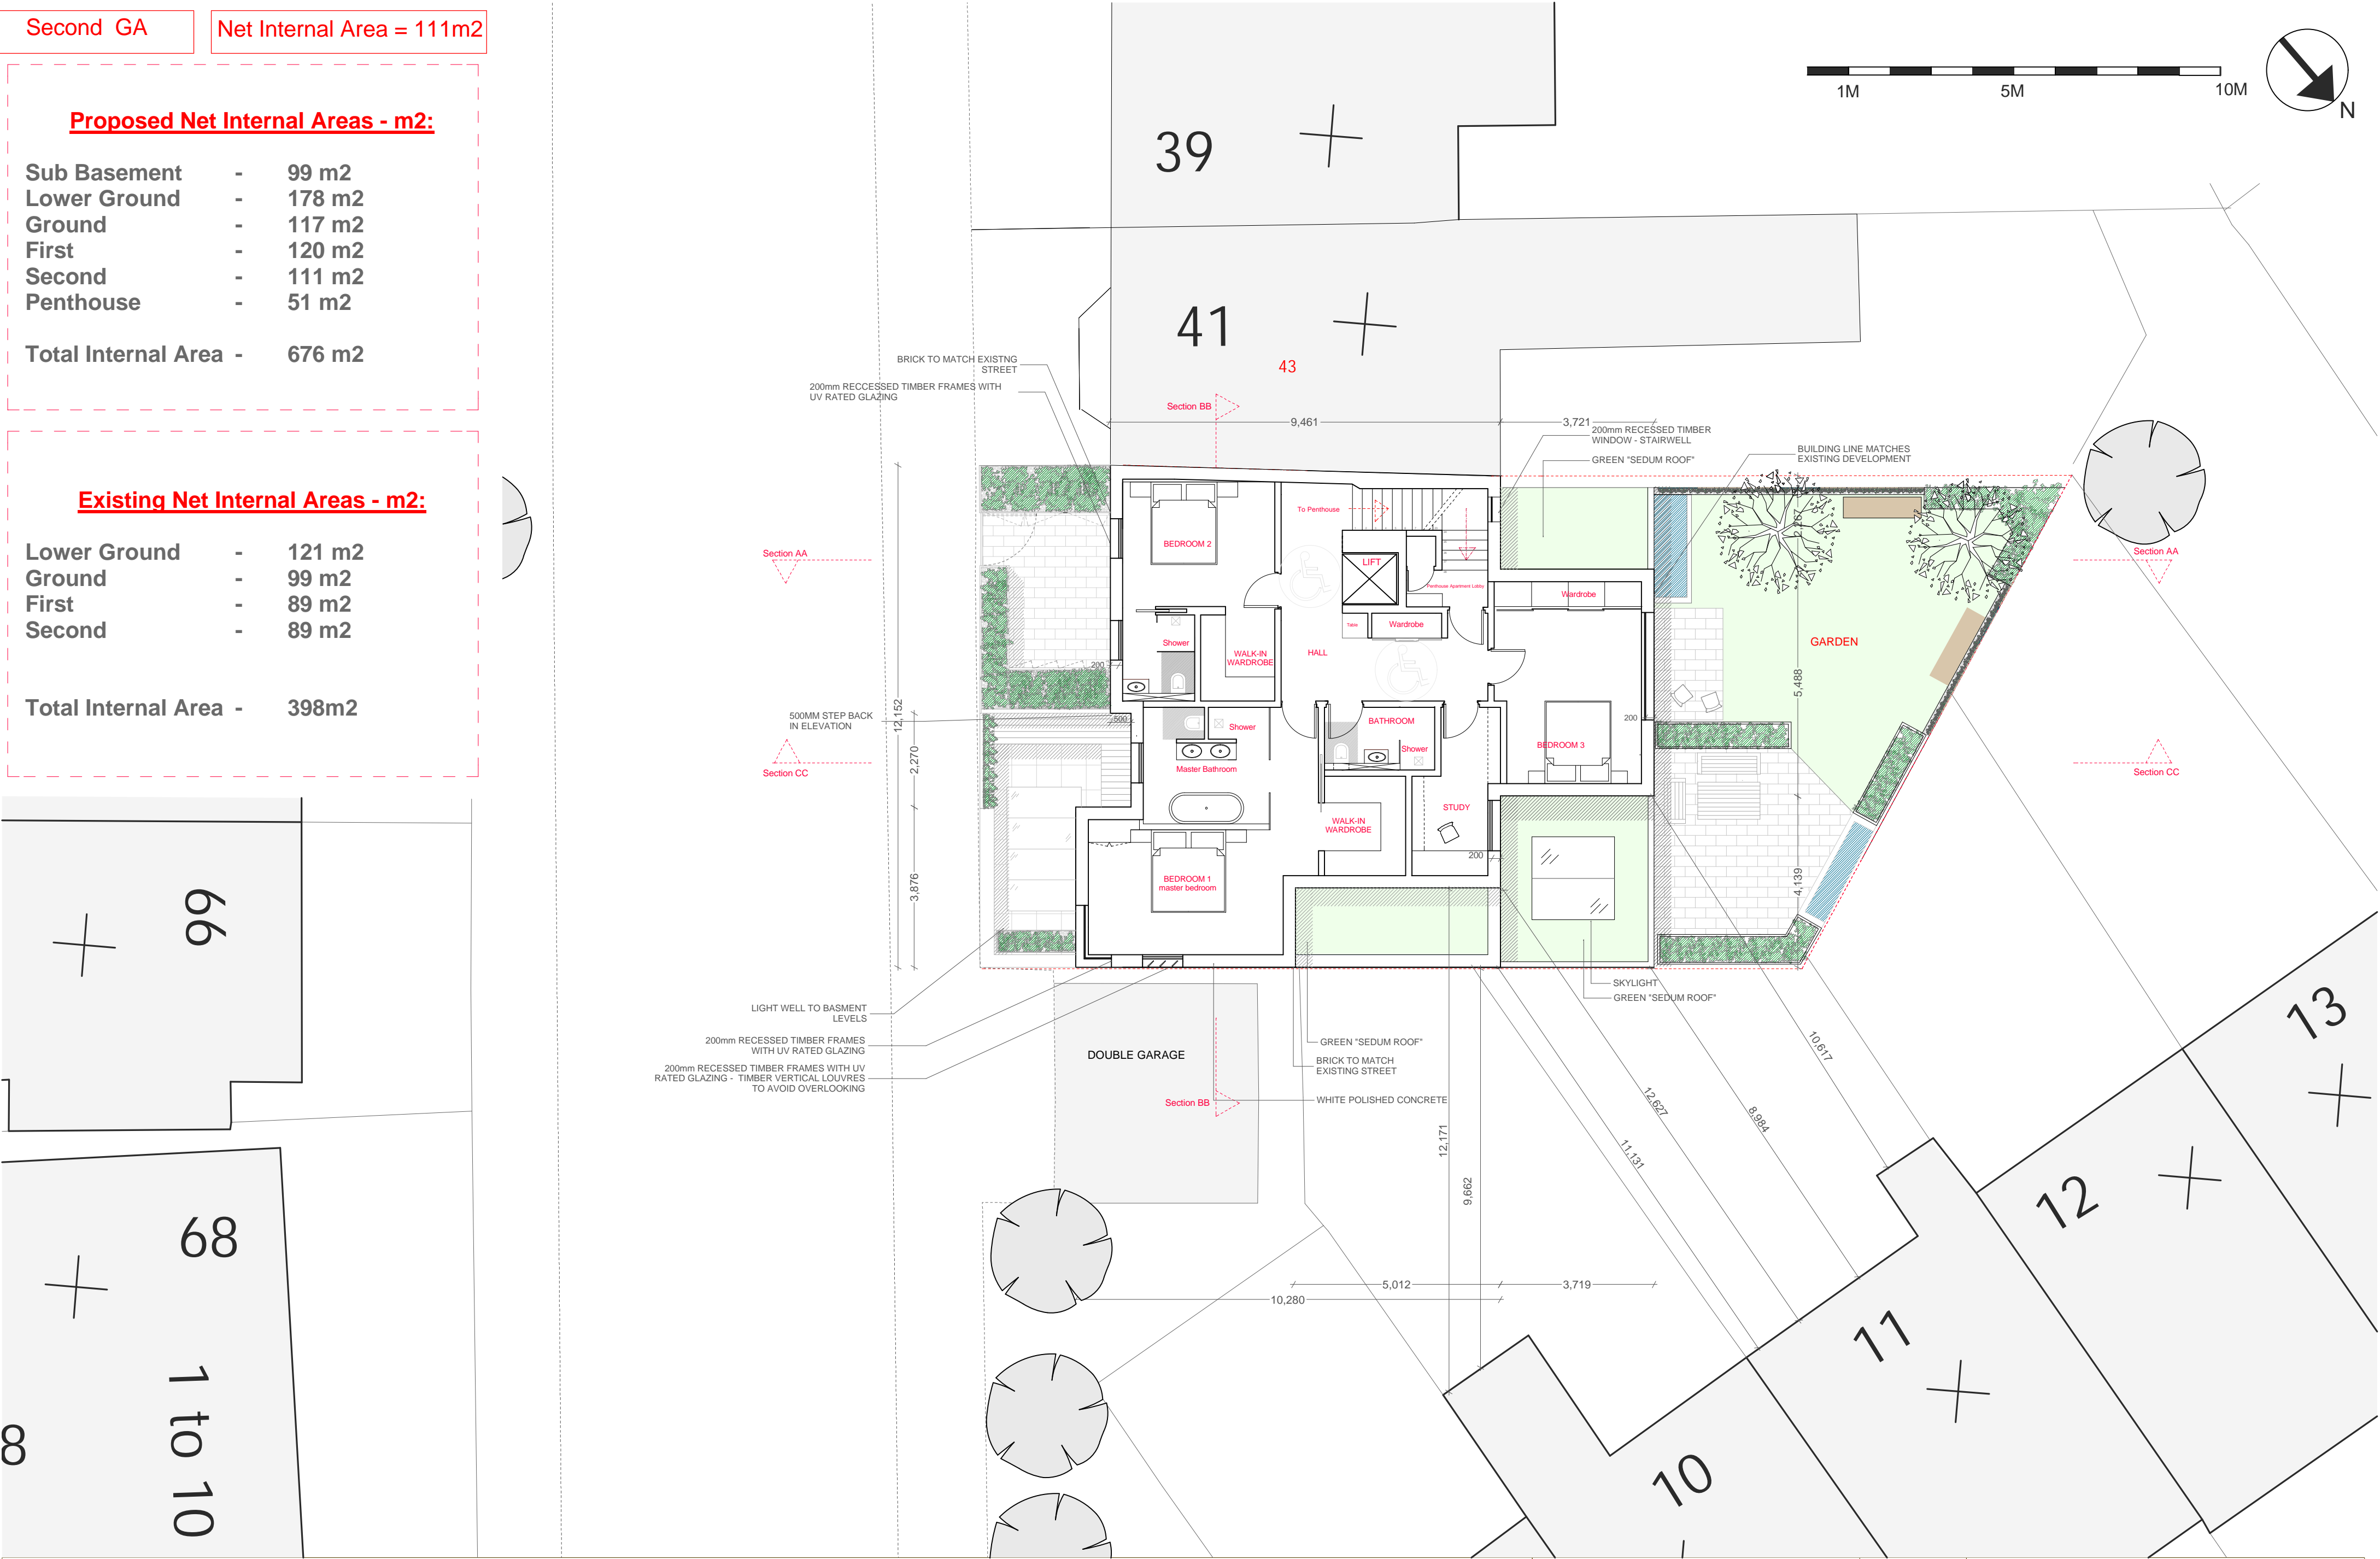 Second GA
Net Internal Area = 111m2
Proposed Net Internal Areas - m2:
Sub Basement - 99 m2
Lower Ground - 178 m2
Ground - 117 m2
First - 120 m2
Second - 111 m2
Penthouse - 51 m2
Total Internal Area - 676 m2
Existing Net Internal Areas - m2:
Lower Ground - 121 m2
Ground - 99 m2
First - 89 m2
Second - 89 m2
Total Internal Area - 398m2
1M
5M
10M
N
39
41
43
BRICK TO MATCH EXISTNG
STREET
200mm RECCESSED TIMBER FRAMES WITH
UV RATED GLAZING
Section BB
9,461
3,721
200mm RECESSED TIMBER
WINDOW - STAIRWELL
GREEN "SEDUM ROOF"
BUILDING LINE MATCHES
EXISTING DEVELOPMENT
Section AA
Section AA
To Penthouse
BEDROOM 2
LIFT
Penthouse Apartment Lobby
Wardrobe
Table
Wardrobe
Shower
WALK-IN
WARDROBE
HALL
GARDEN
200
5,488
12,152
500MM STEP BACK
IN ELEVATION
500
2,270
Shower
BATHROOM
Shower
200
BEDROOM 3
Master Bathroom
Section CC
Section CC
STUDY
WALK-IN
WARDROBE
200
BEDROOM 1
master bedroom
3,876
4,139
LIGHT WELL TO BASMENT
LEVELS
200mm RECESSED TIMBER FRAMES
WITH UV RATED GLAZING
200mm RECESSED TIMBER FRAMES WITH UV
RATED GLAZING - TIMBER VERTICAL LOUVRES
TO AVOID OVERLOOKING
DOUBLE GARAGE
Section BB
SKYLIGHT
GREEN "SEDUM ROOF"
GREEN "SEDUM ROOF"
BRICK TO MATCH
EXISTING STREET
WHITE POLISHED CONCRETE
10,617
12,627
8,984
11,131
12,171
9,662
5,012
3,719
10,280
66
68
1 to 10
8
13
12
11
10